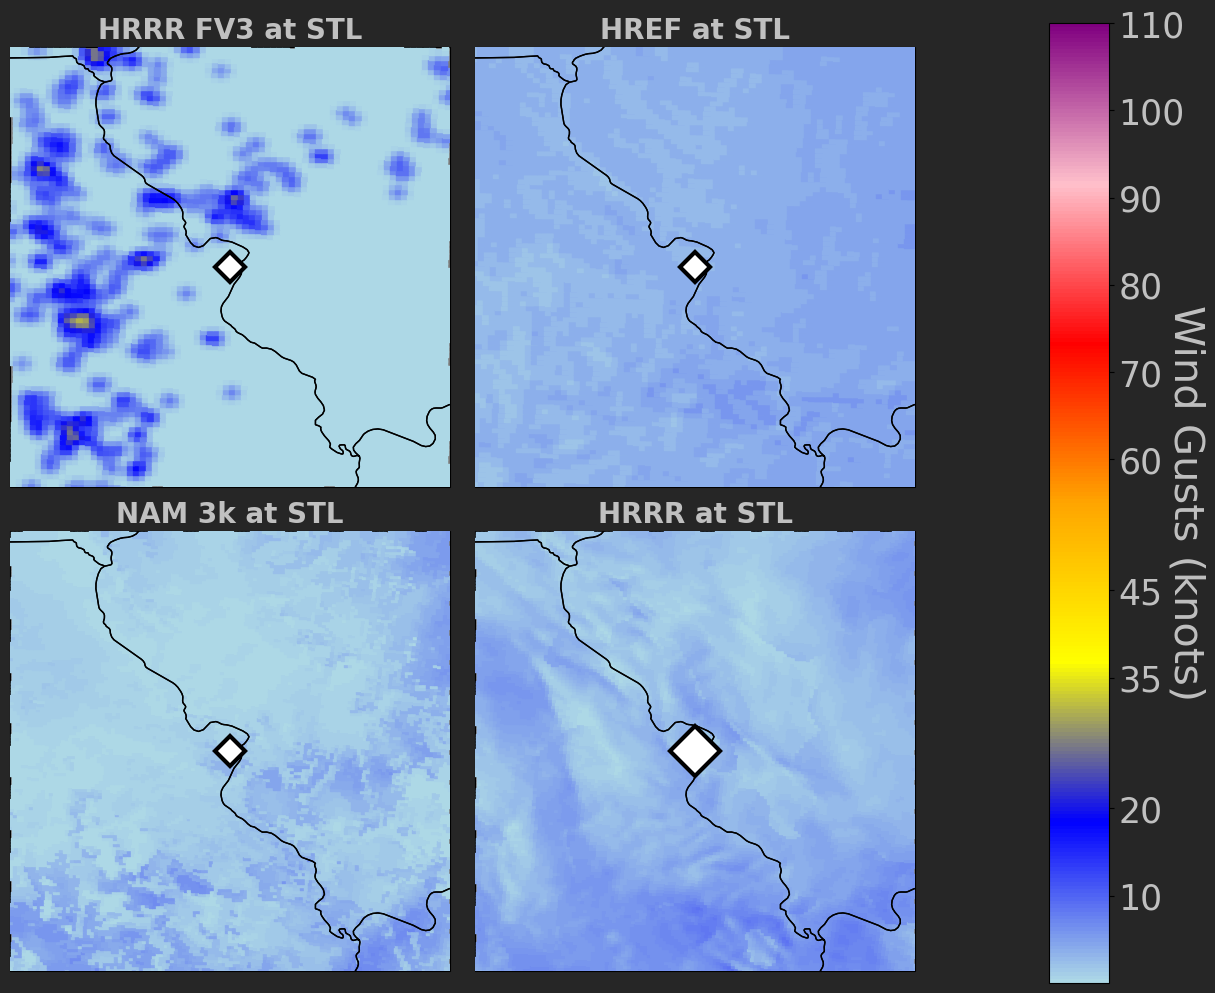 HRRR FV3 at STL
HREF at STL
NAM 3k at STL
HRRR at STL
110
100
90
80
70
60
45
35
20
10
Wind Gusts (knots)